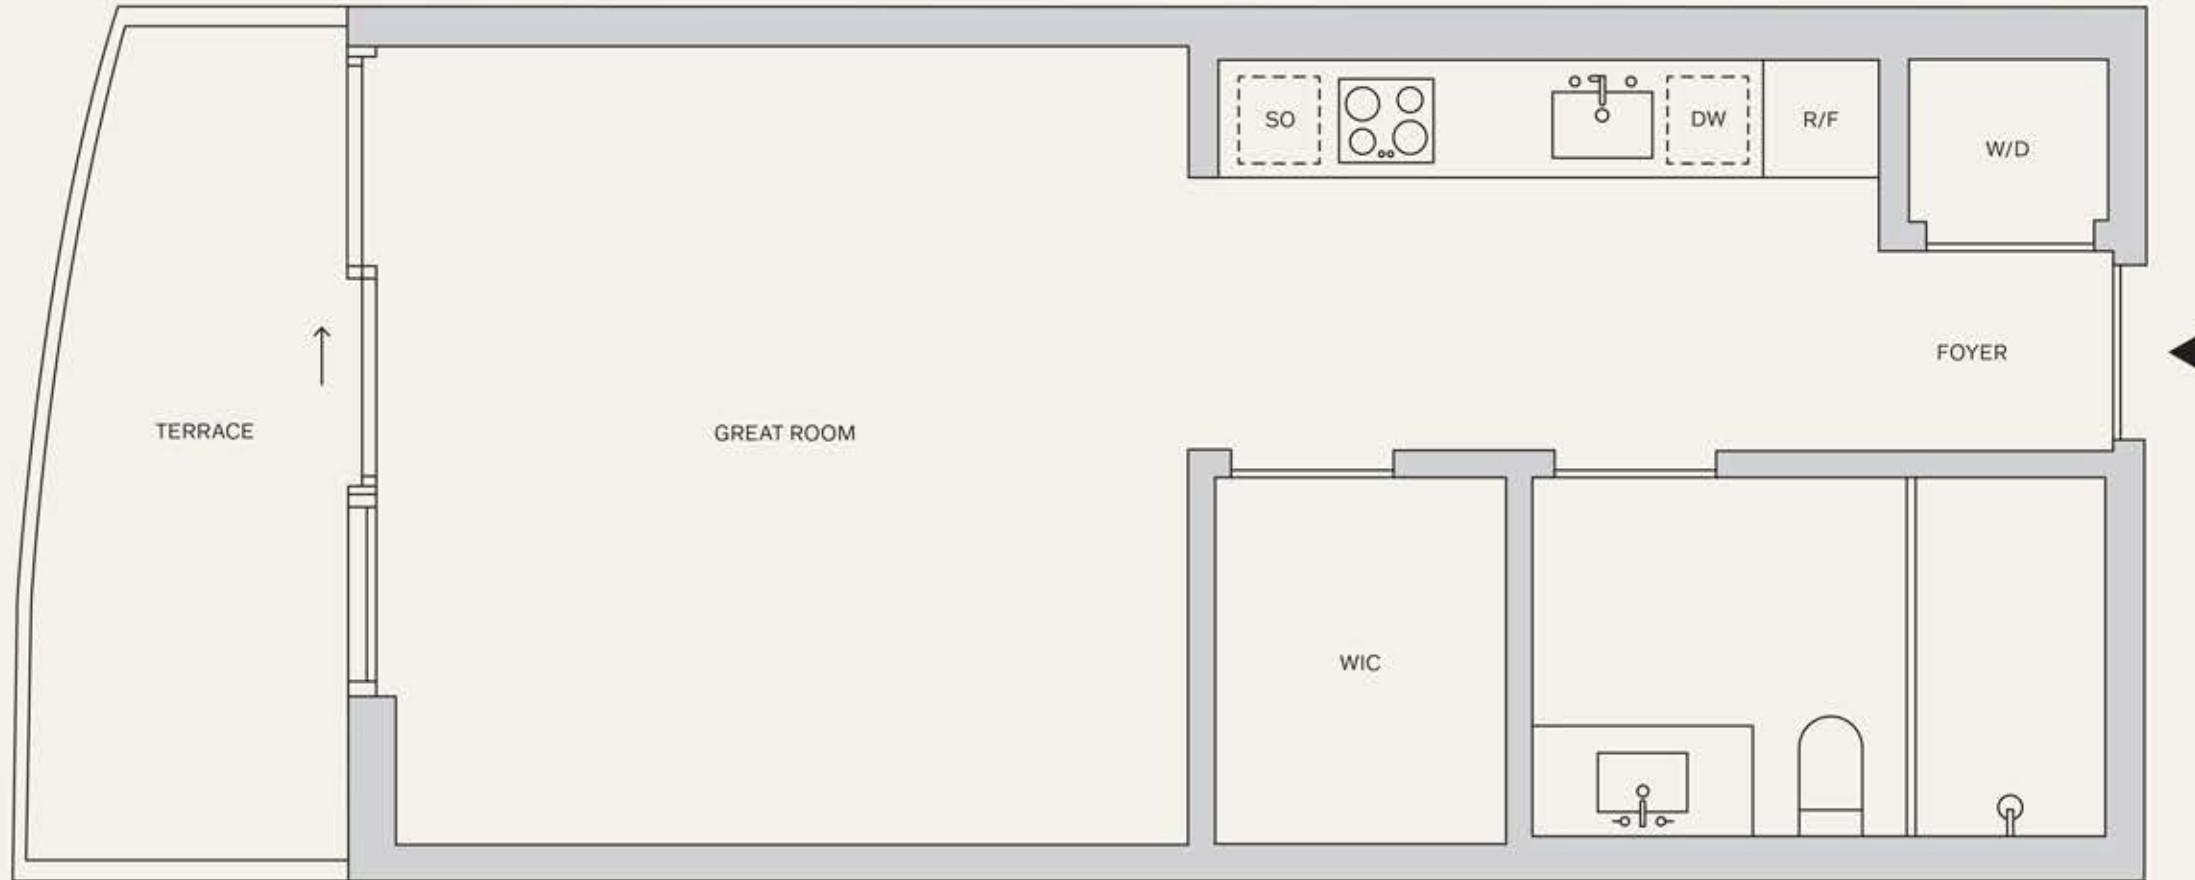 SO
DW
R/F
W/D
FOYER
TERRACE
GREAT ROOM
WIC